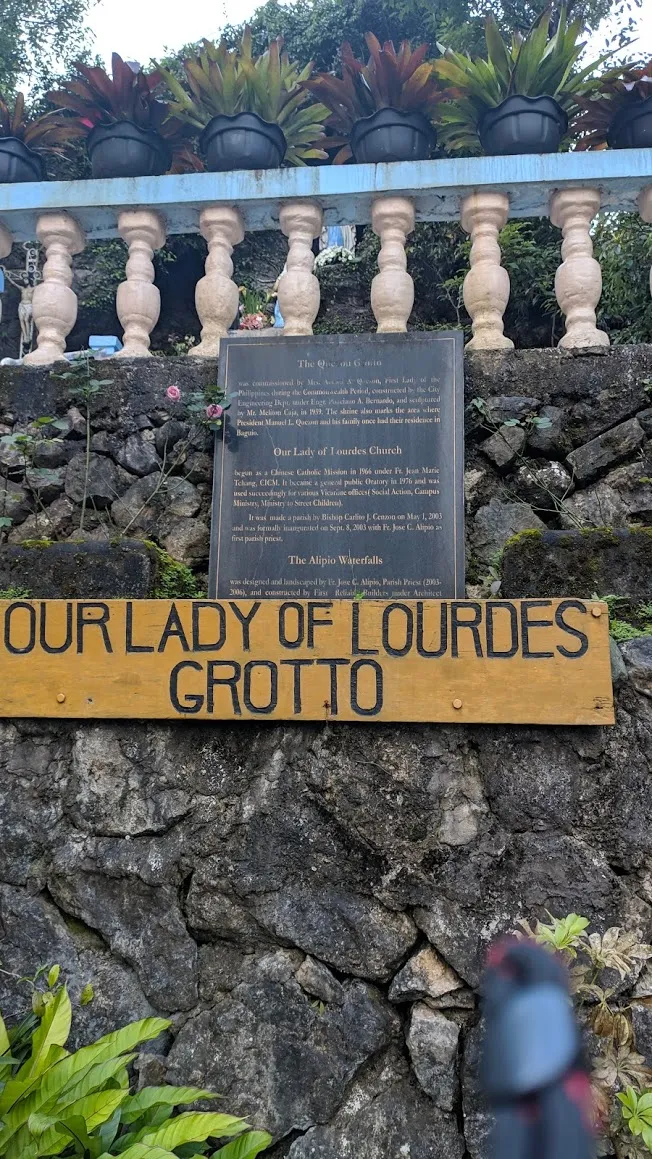 The Quezon Grotto
was commissioned by Mrs. Aurora A. Quezon, First Lady of the
Philippines during the Commonwealth Period, constructed by the City
Engineering Dept. under Engr. A. Bernardo, and sculptured
by Mr. Meliton Caja, in 1939. The shrine also marks the area where
President Manuel L. Quezon and his family once had their residence in
Baguio.
Our Lady of Lourdes Church
began as a Chinese Catholic Mission in 1966 under Fr. Jean Marie
Tchang, CICM. It became a general public Oratory in 1976 and was
used succeedingly for various Vicariate offices( Social Action, Campus
Ministry, Ministry to Street Children).
It was made a parish by Bishop Carlito J. Cenzon on May 1, 2003
and was formally inaugurated on Sept. 8, 2003 with Fr. Jose C. Alipio as
first parish priest.
The Alipio Waterfalls
was designed and landscaped by Fr. Jose C. Alipio, Parish Priest (2003-
2006), and constructed by First Reliable Builders under Architect
OUR LADY OF LOURDES
GROTTO